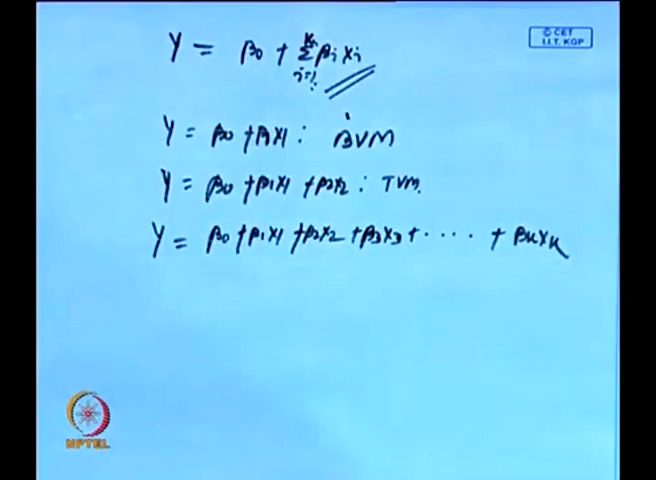 Y = β0 + Σ βi xi
© CET
I.I.T. KGP
k
i=1
Y = β0 + β1x1 : BVM
Y = β0 + β1x1 + β2x2 : TVM.
Y = β0 + β1x1 + β2x2 + β3x3 + ..... + βkxk
NPTEL